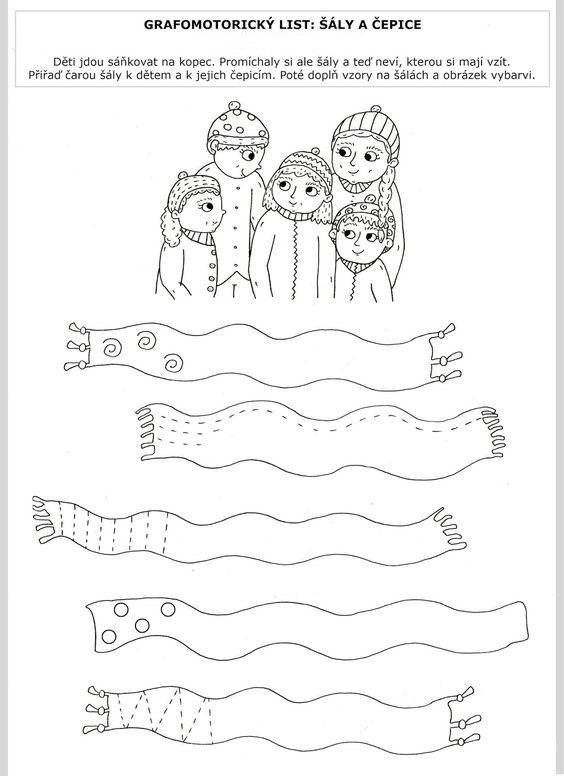 GRAFOMOTORICKÝ LIST: ŠÁLY A ČEPICE
Děti jdou sáňkovat na kopec. Promíchaly si ale šály a teď neví, kterou si mají vzít.
Přiřaď čarou šály k dětem a k jejich čepicím. Poté doplň vzory na šálách a obrázek vybarvi.